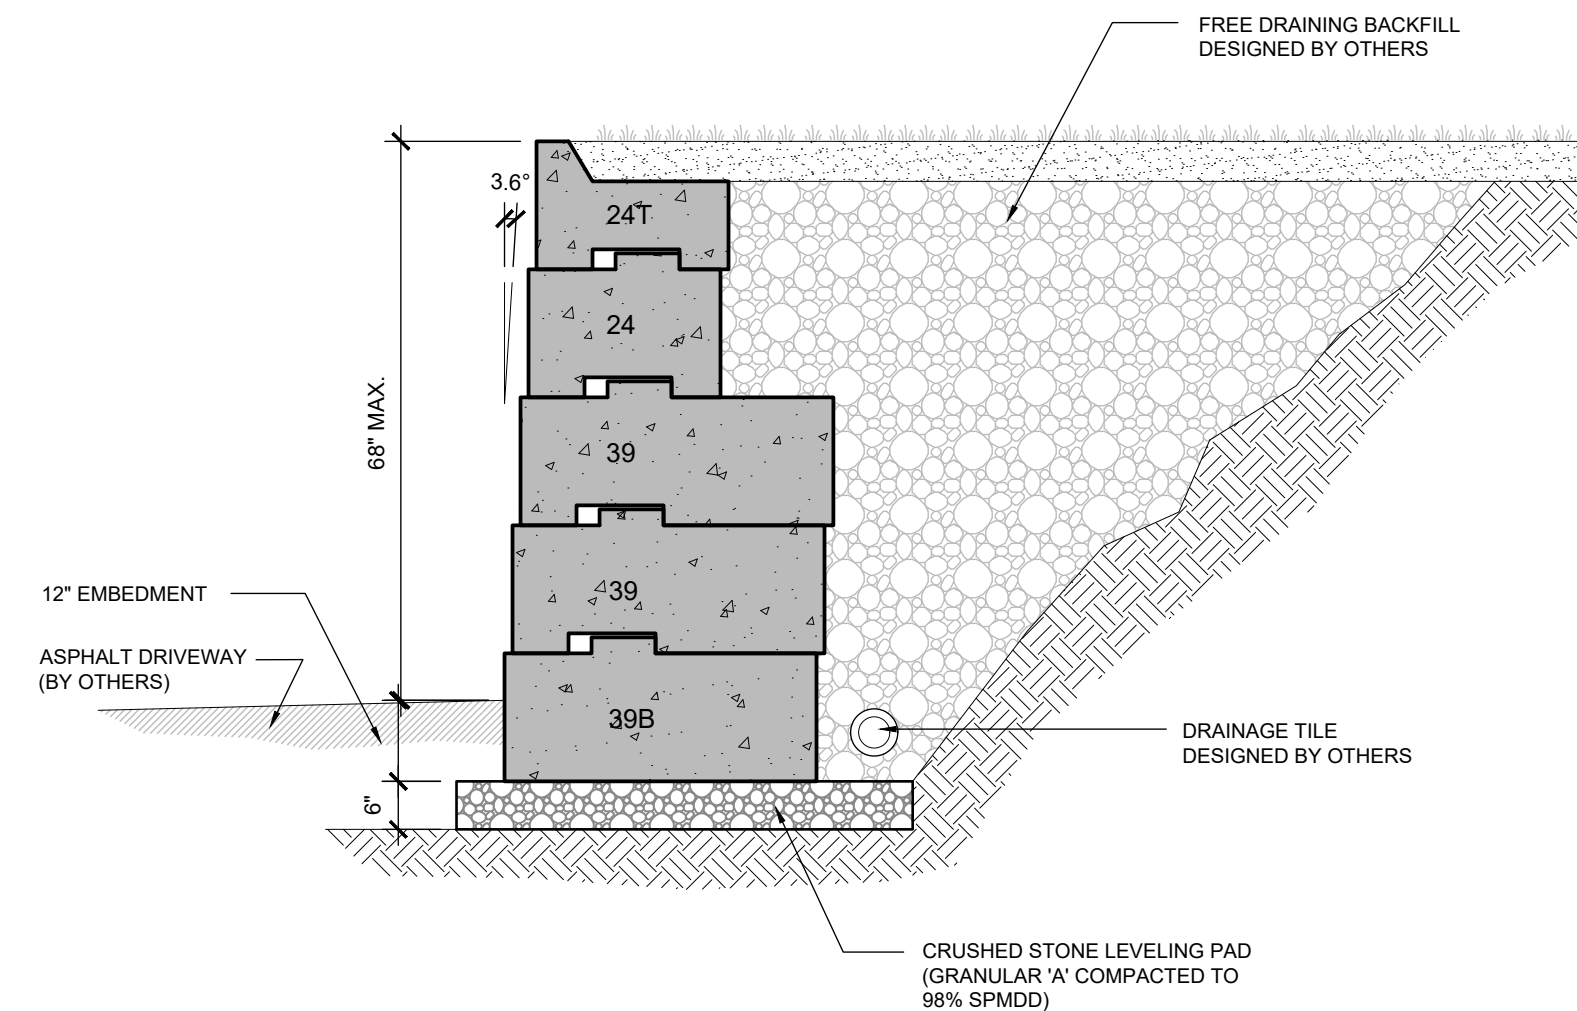 FREE DRAINING BACKFILL
DESIGNED BY OTHERS
3.6°
24T
24
68" MAX.
39
39
12" EMBEDMENT
ASPHALT DRIVEWAY
(BY OTHERS)
39B
DRAINAGE TILE
DESIGNED BY OTHERS
6"
CRUSHED STONE LEVELING PAD
(GRANULAR 'A' COMPACTED TO
98% SPMDD)